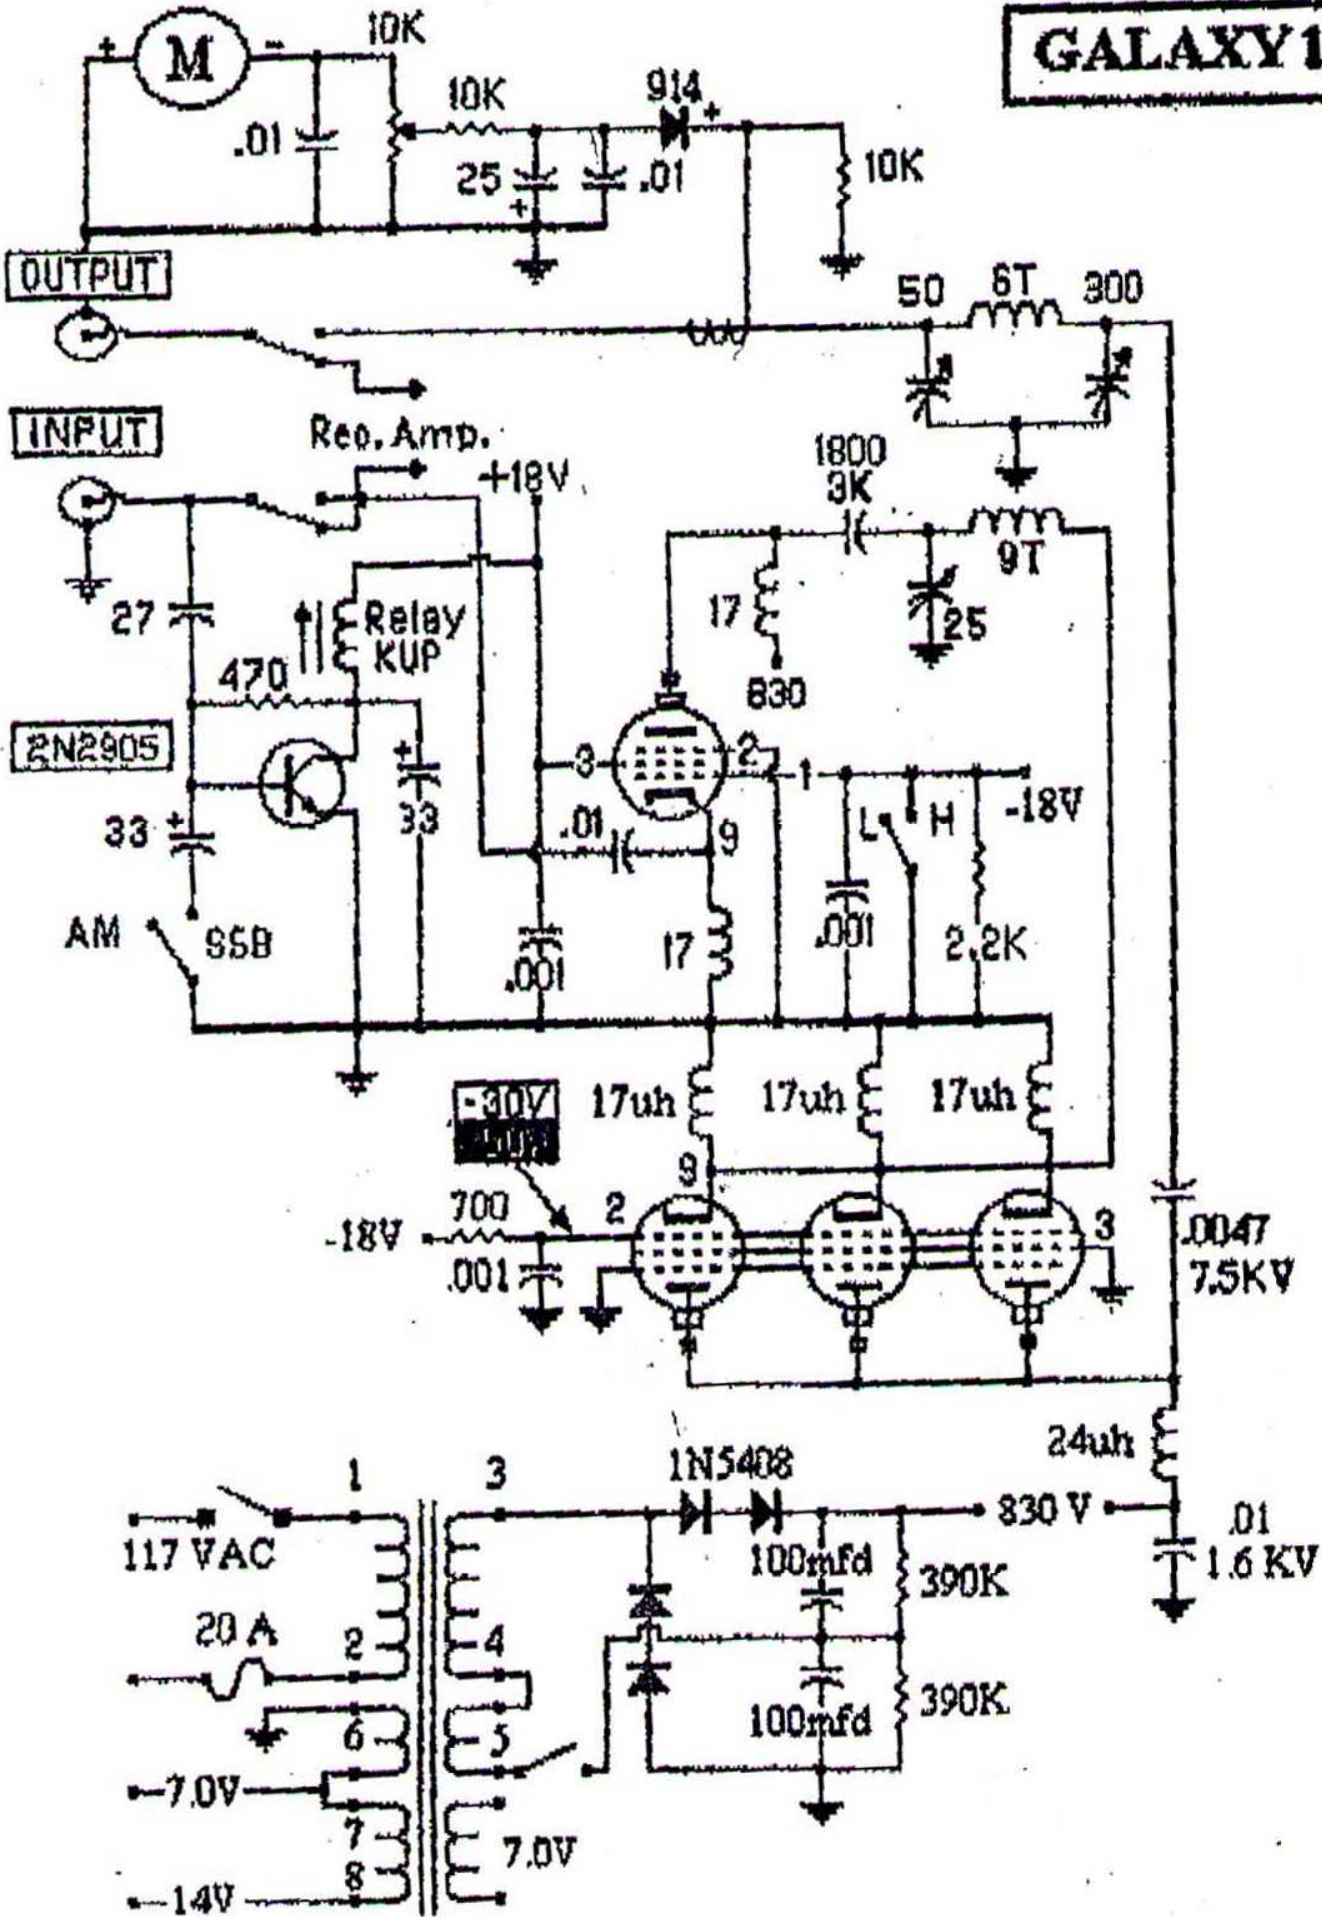 GALAXY 1
M
+
-
10K
.01
10K
914
+
25
+
.01
10K
OUTPUT
50
6T
300
INPUT
Rec. Amp.
+18V
1800
3K
9T
27
Relay
KUP
17
25
470
830
2N2905
3
2
1
33
+
+
33
.01
9
L
H
-18V
AM
SSB
.001
17
.001
2.2K
-30V
17uh
17uh
17uh
8
-18V
700
2
3
.001
.0047
7.5KV
24uh
1
3
1N5408
117 VAC
830 V
.01
1.6 KV
100mfd
390K
20 A
2
4
6
5
100mfd
390K
7.0V
7
7.0V
8
14V